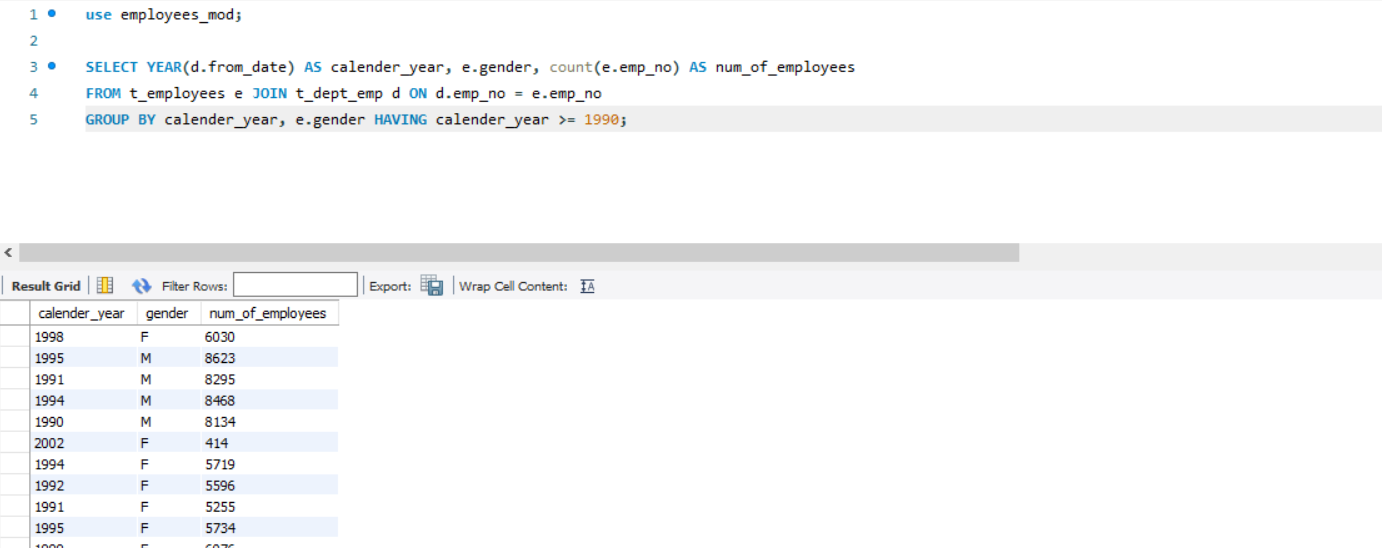 1 use employees_mod;
2
3 SELECT YEAR(d.from_date) AS calender_year, e.gender, count(e.emp_no) AS num_of_employees
4 FROM t_employees e JOIN t_dept_emp d ON d.emp_no = e.emp_no
5 GROUP BY calender_year, e.gender HAVING calender_year >= 1990;
Result Grid Filter Rows: Export: Wrap Cell Content: IA
calender_year gender num_of_employees
1998 F 6030
1995 M 8623
1991 M 8295
1994 M 8468
1990 M 8134
2002 F 414
1994 F 5719
1992 F 5596
1991 F 5255
1995 F 5734